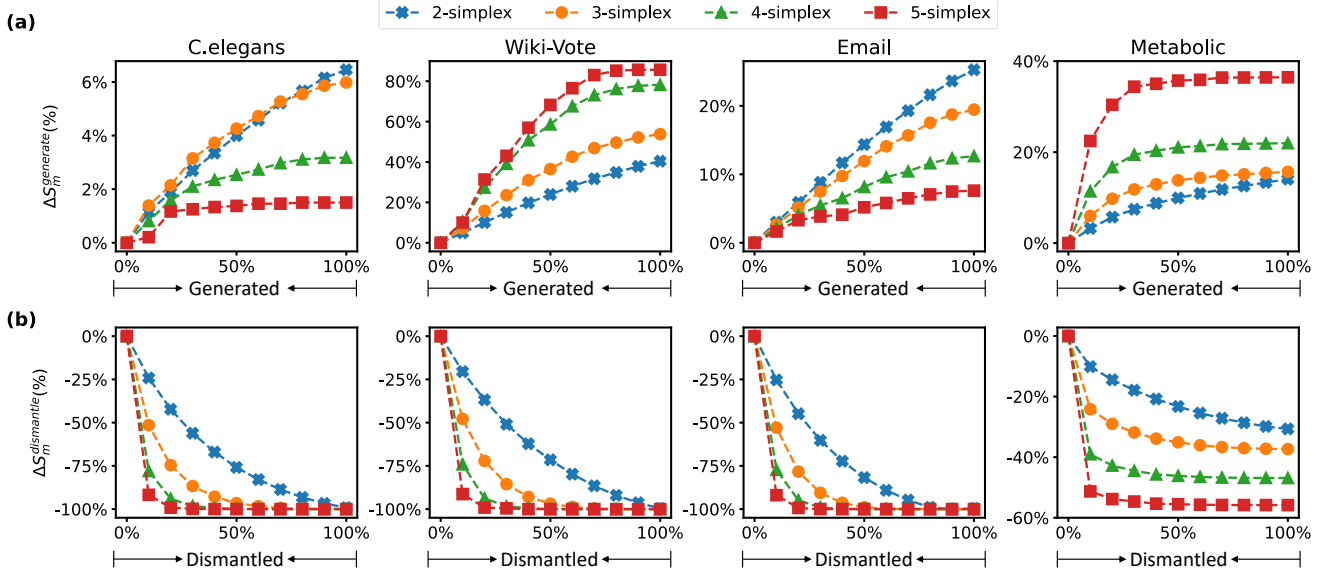 2-simplex 3-simplex 4-simplex 5-simplex
(a)
C.elegans Wiki-Vote Email Metabolic
ΔS_m^generate(%)
6%
4%
2%
0%
0% 50% 100%
Generated
80%
60%
40%
20%
0%
0% 50% 100%
Generated
20%
10%
0%
0% 50% 100%
Generated
40%
20%
0%
0% 50% 100%
Generated
(b)
ΔS_m^dismantle(%)
0%
-25%
-50%
-75%
-100%
0% 50% 100%
Dismantled
0%
-25%
-50%
-75%
-100%
0% 50% 100%
Dismantled
0%
-25%
-50%
-75%
-100%
0% 50% 100%
Dismantled
0%
-20%
-40%
-60%
0% 50% 100%
Dismantled